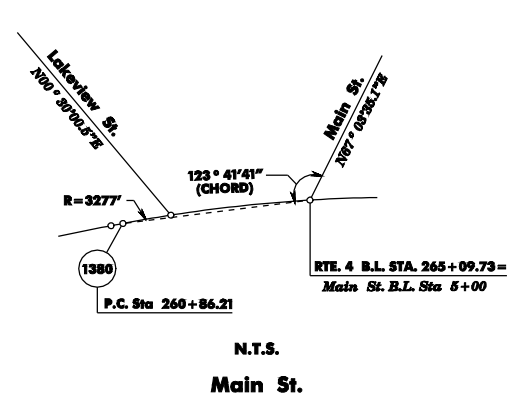 Lakeview St.
N00° 30'00.5"E
Main St.
N67° 03'35.1"E
123° 41'41"
(CHORD)
R=3277'
1380
RTE. 4 B.L. STA. 265+09.73=
Main St. B.L. Sta 5+00
P.C. Sta 260+86.21
N.T.S.
Main St.